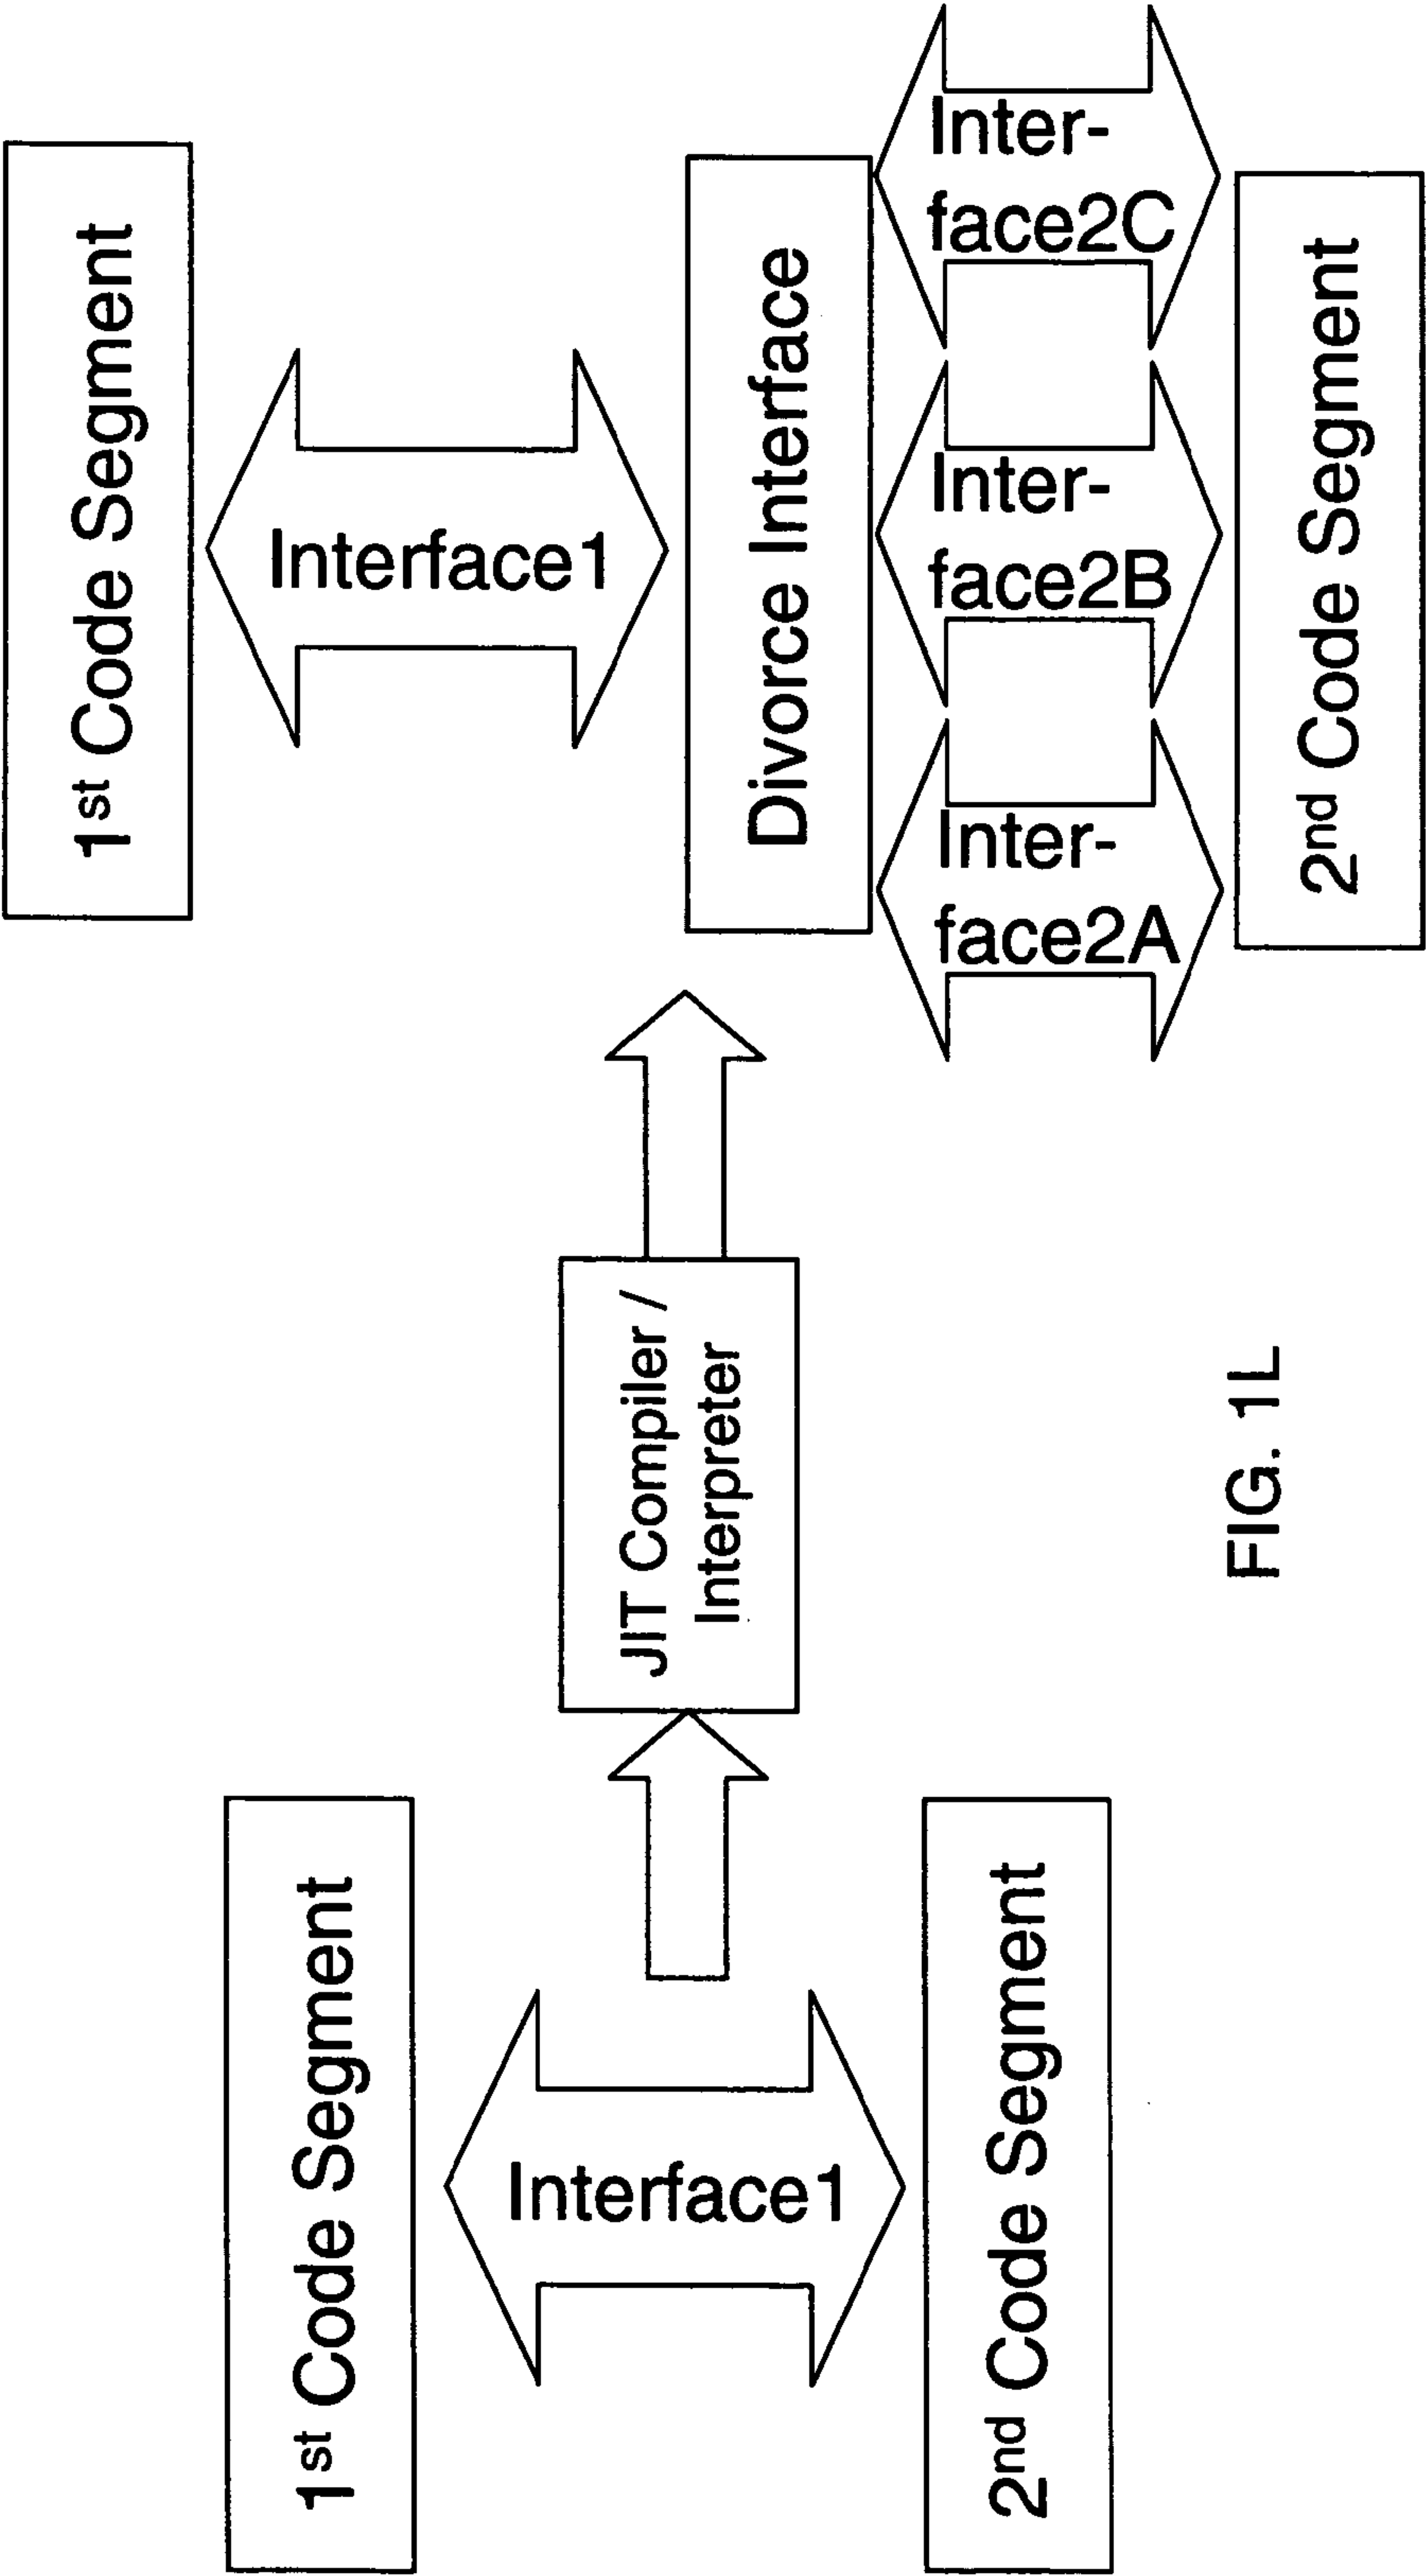 1st Code Segment
Interface1
2nd Code Segment
JIT Compiler /
Interpreter
1st Code Segment
Interface1
Divorce Interface
Inter-
face2A
Inter-
face2B
Inter-
face2C
2nd Code Segment
FIG. 1L